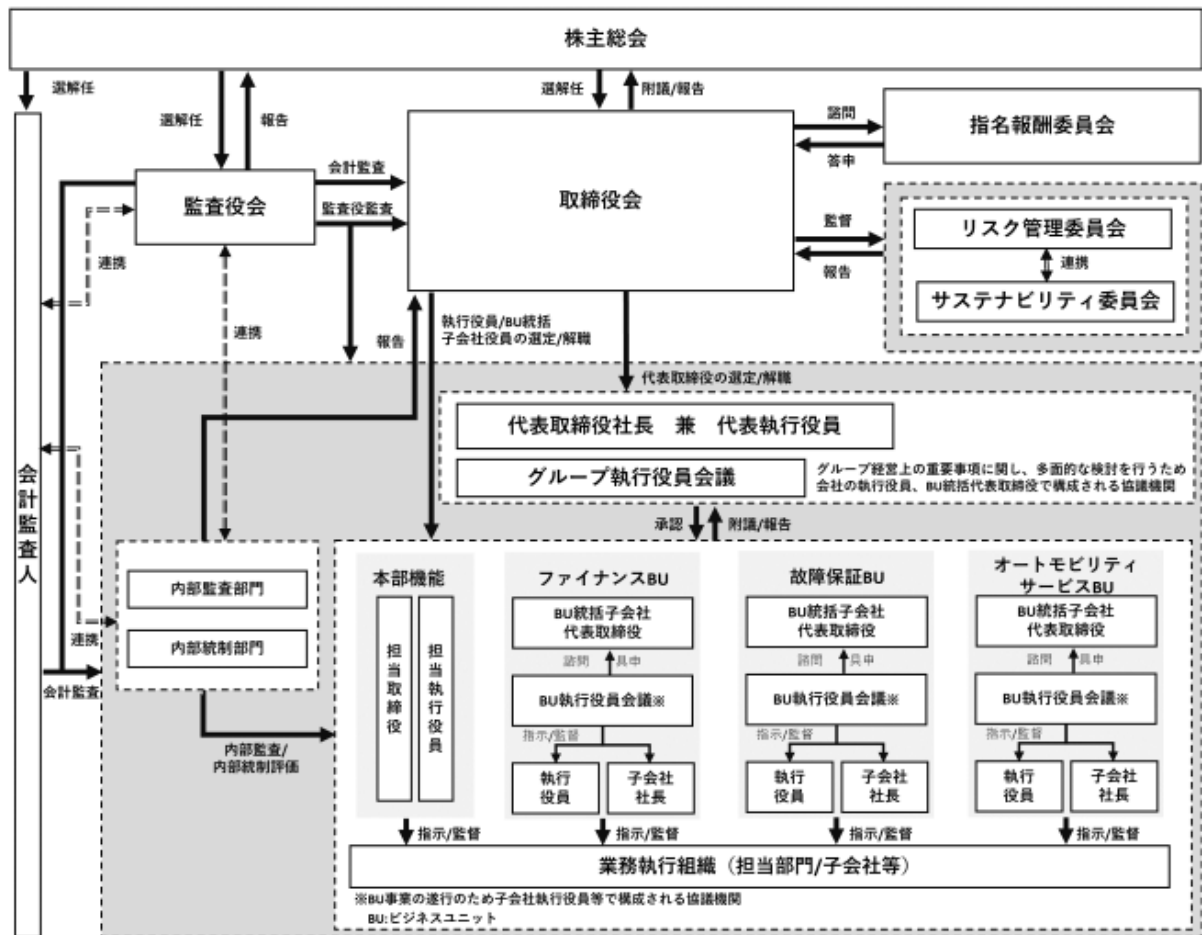 株主総会
選解任
選解任
報告
選解任
附議/報告
諮問
答申
指名報酬委員会
監査役会
会計監査
監査役監査
取締役会
監督
報告
リスク管理委員会
連携
サステナビリティ委員会
連携
連携
報告
執行役員/BU統括
子会社役員の選定/解職
代表取締役の選定/解職
代表取締役社長 兼 代表執行役員
グループ執行役員会議
グループ経営上の重要事項に関し、多面的な検討を行うため
会社の執行役員、BU統括代表取締役で構成される協議機関
承認
附議/報告
会計監査人
連携
会計監査
内部監査部門
内部統制部門
内部監査/
内部統制評価
本部機能
担当取締役
担当執行役員
指示/監督
ファイナンスBU
BU統括子会社
代表取締役
諮問
具申
BU執行役員会議※
指示/監督
執行
役員
子会社
社長
指示/監督
故障保証BU
BU統括子会社
代表取締役
諮問
具申
BU執行役員会議※
指示/監督
執行
役員
子会社
社長
指示/監督
オートモビリティ
サービスBU
BU統括子会社
代表取締役
諮問
具申
BU執行役員会議※
指示/監督
執行
役員
子会社
社長
指示/監督
業務執行組織（担当部門/子会社等）
※BU事業の遂行のため子会社執行役員等で構成される協議機関
BU:ビジネスユニット